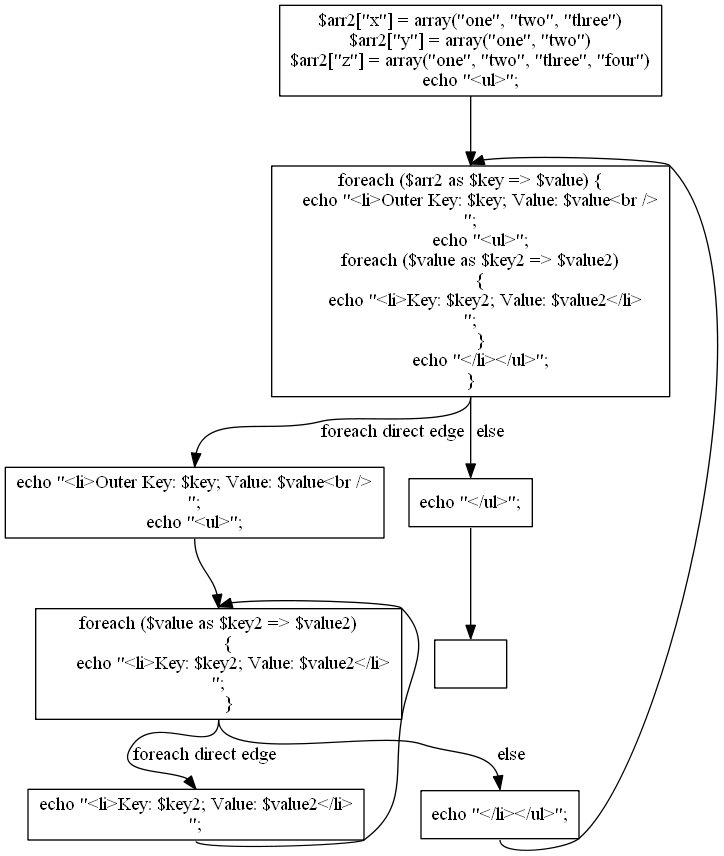 $arr2["x"] = array("one", "two", "three")
$arr2["y"] = array("one", "two")
$arr2["z"] = array("one", "two", "three", "four")
echo "<ul>";
foreach ($arr2 as $key => $value) {
echo "<li>Outer Key: $key; Value: $value<br />
";
echo "<ul>";
foreach ($value as $key2 => $value2)
{
echo "<li>Key: $key2; Value: $value2</li>
";
}
echo "</li></ul>";
}
foreach direct edge
else
echo "<li>Outer Key: $key; Value: $value<br />
";
echo "<ul>";
echo "</ul>";
foreach ($value as $key2 => $value2)
{
echo "<li>Key: $key2; Value: $value2</li>
";
}
foreach direct edge
else
echo "<li>Key: $key2; Value: $value2</li>
";
echo "</li></ul>";